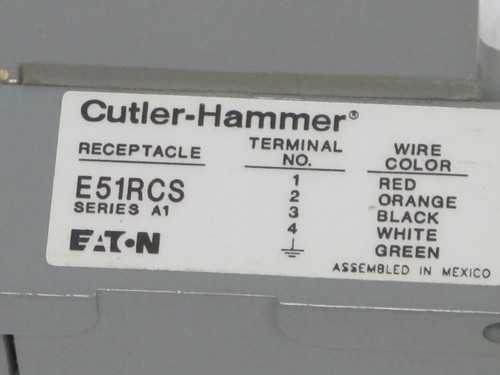 Cutler-Hammer®
RECEPTACLE TERMINAL NO. WIRE COLOR
E51RCS 1 RED
SERIES A1 2 ORANGE
3 BLACK
EATON 4 WHITE
⏚ GREEN
ASSEMBLED IN MEXICO